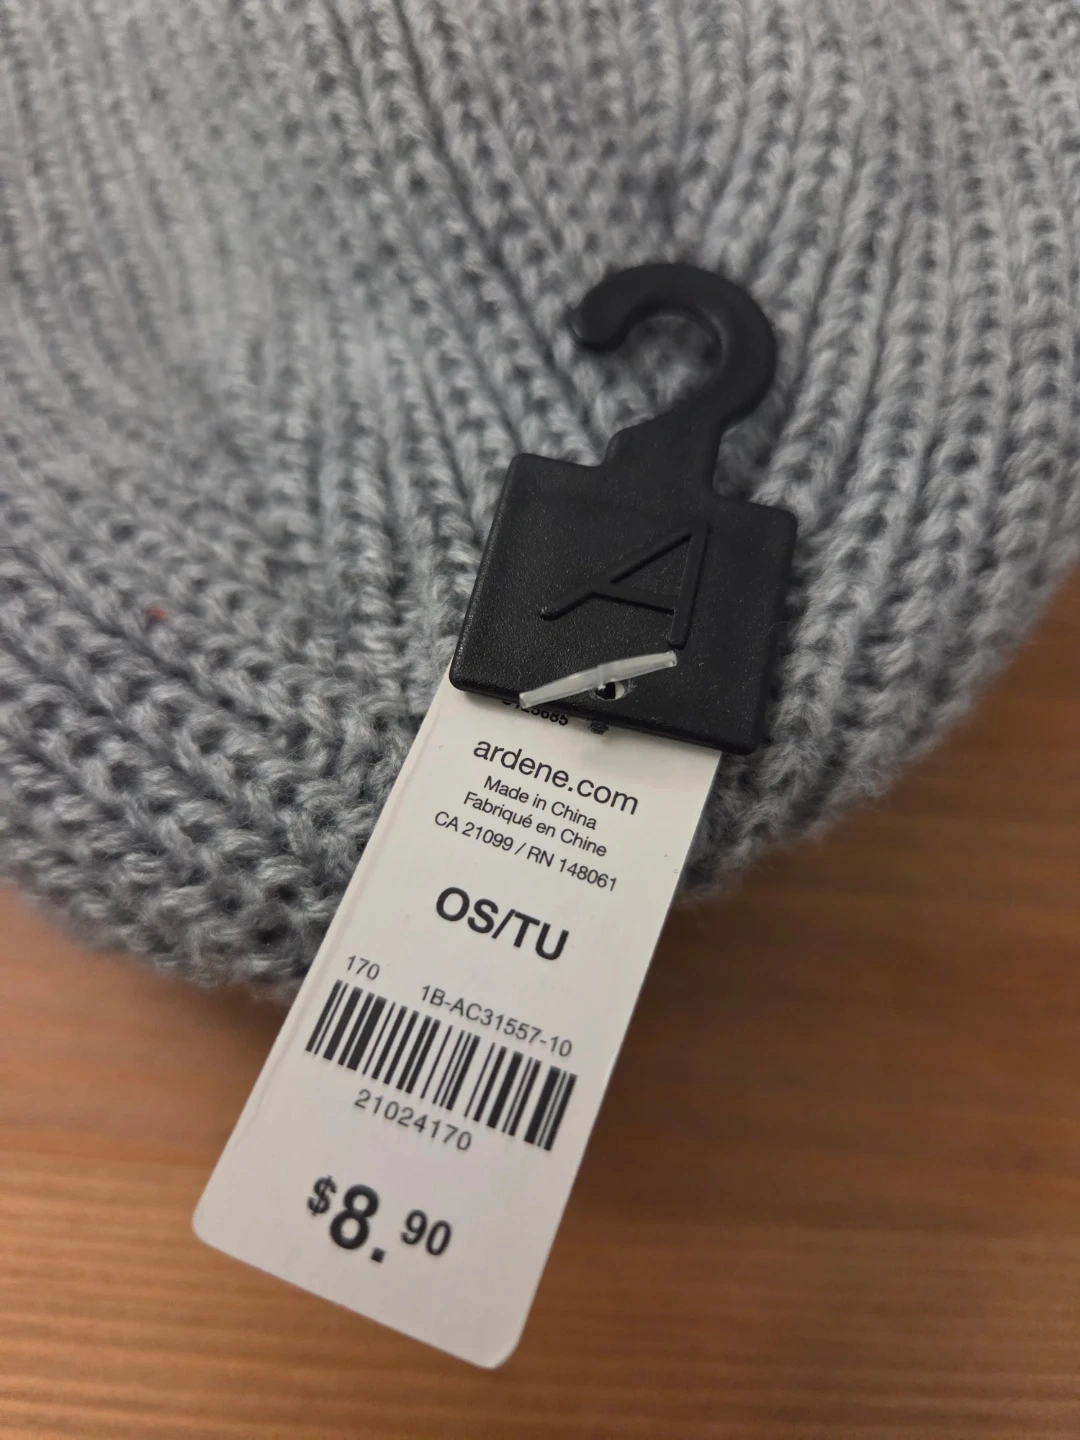 A
ardene.com
Made in China
Fabriqué en Chine
CA 21099 / RN 148061
OS/TU
170 1B-AC31557-10
21024170
$8.90